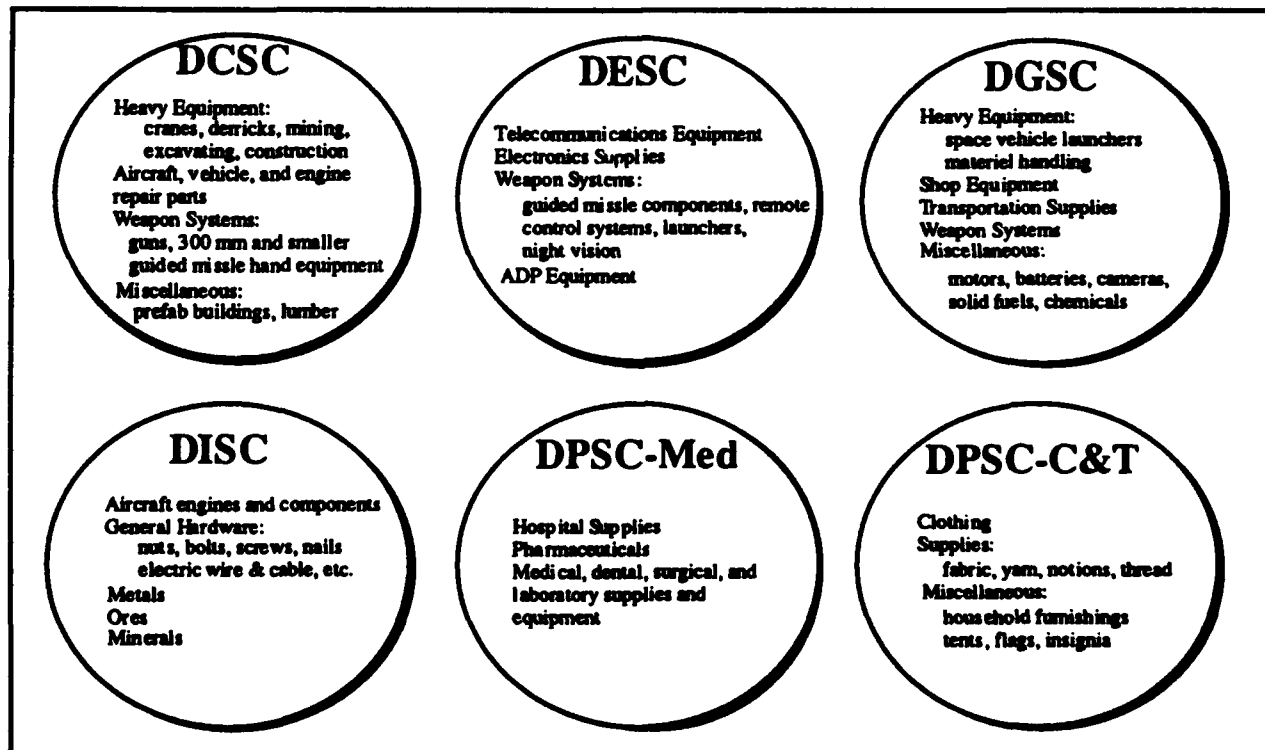 DCSC
Heavy Equipment:
cranes, derricks, mining,
excavating, construction
Aircraft, vehicle, and engine
repair parts
Weapon Systems:
guns, 300 mm and smaller
guided missle hand equipment
Miscellaneous:
prefab buildings, lumber
DESC
Telecommunications Equipment
Electronics Supplies
Weapon Systems:
guided missle components, remote
control systems, launchers,
night vision
ADP Equipment
DGSC
Heavy Equipment:
space vehicle launchers
materiel handling
Shop Equipment
Transportation Supplies
Weapon Systems
Miscellaneous:
motors, batteries, cameras,
solid fuels, chemicals
DISC
Aircraft engines and components
General Hardware:
nuts, bolts, screws, nails
electric wire & cable, etc.
Metals
Ores
Minerals
DPSC-Med
Hospital Supplies
Pharmaceuticals
Medical, dental, surgical, and
laboratory supplies and
equipment
DPSC-C&T
Clothing
Supplies:
fabric, yarn, notions, thread
Miscellaneous:
household furnishings
tents, flags, insignia